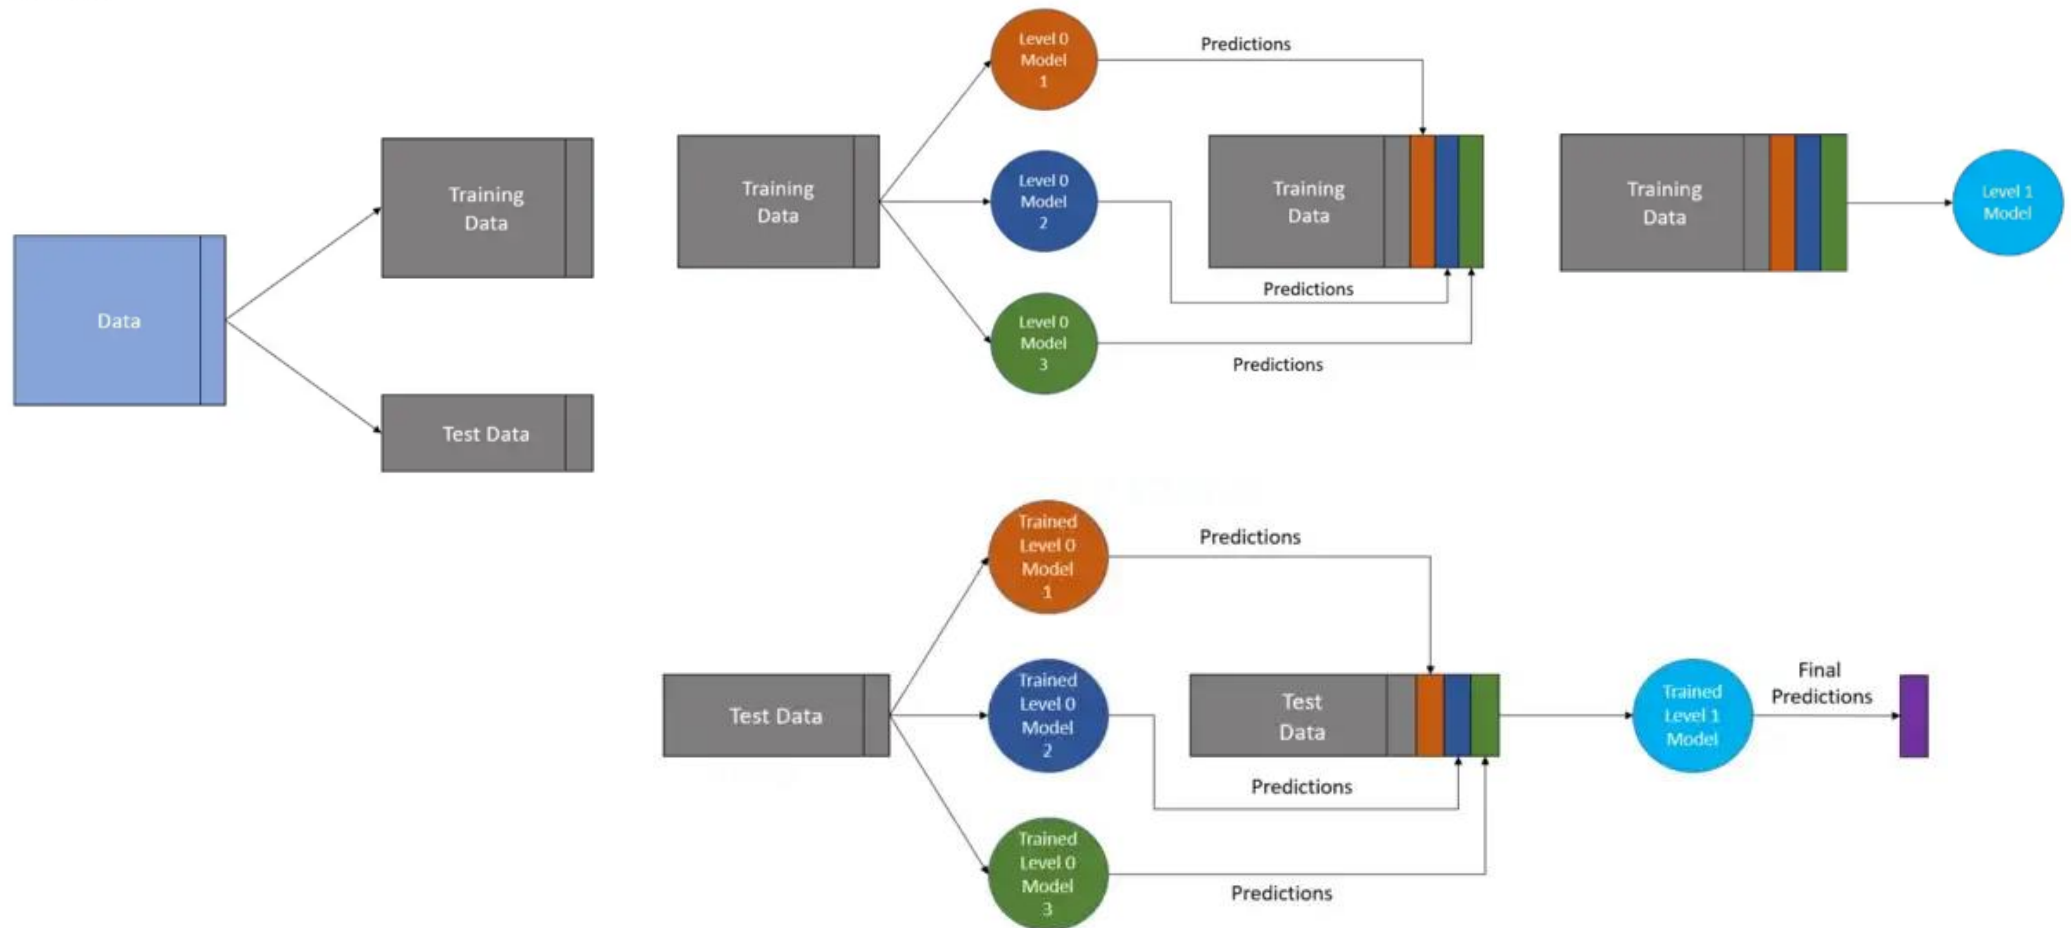 Data
Training
Data
Test Data
Training
Data
Level 0
Model
1
Level 0
Model
2
Level 0
Model
3
Predictions
Predictions
Predictions
Training
Data
Training
Data
Level 1
Model
Test Data
Trained
Level 0
Model
1
Trained
Level 0
Model
2
Trained
Level 0
Model
3
Predictions
Predictions
Predictions
Test
Data
Trained
Level 1
Model
Final
Predictions